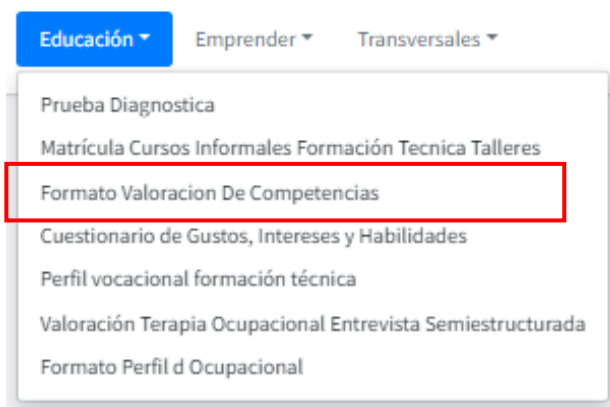 Educación Emprender Transversales
Prueba Diagnostica
Matrícula Cursos Informales Formación Tecnica Talleres
Formato Valoracion De Competencias
Cuestionario de Gustos, Intereses y Habilidades
Perfil vocacional formación técnica
Valoración Terapia Ocupacional Entrevista Semiestructurada
Formato Perfil d Ocupacional